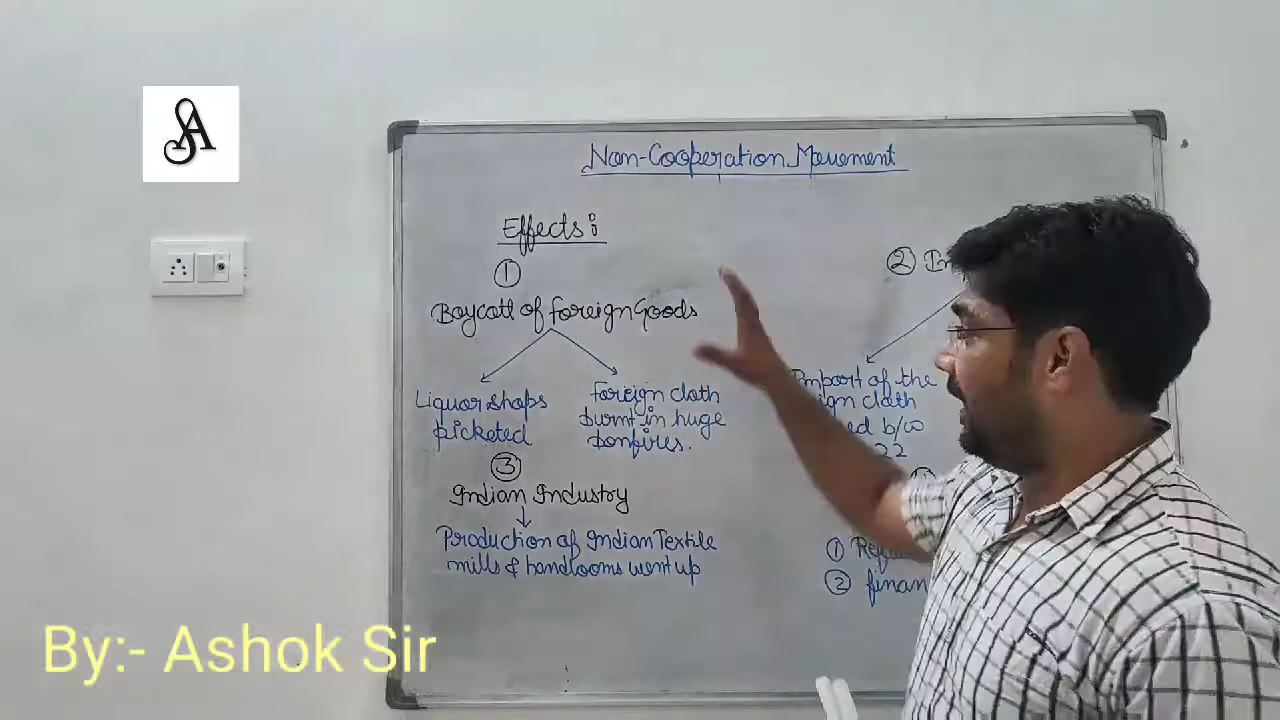 Non-Cooperation Movement
Effects :
①
Boycott of foreign Goods
Liquor shops
picketed
Foreign cloth
burnt in huge
bonfires.
③
Indian Industry
Production of Indian Textile
mills & handlooms went up
②
Import of the
cloth
b/w
22
①
② finan
SA
By:- Ashok Sir